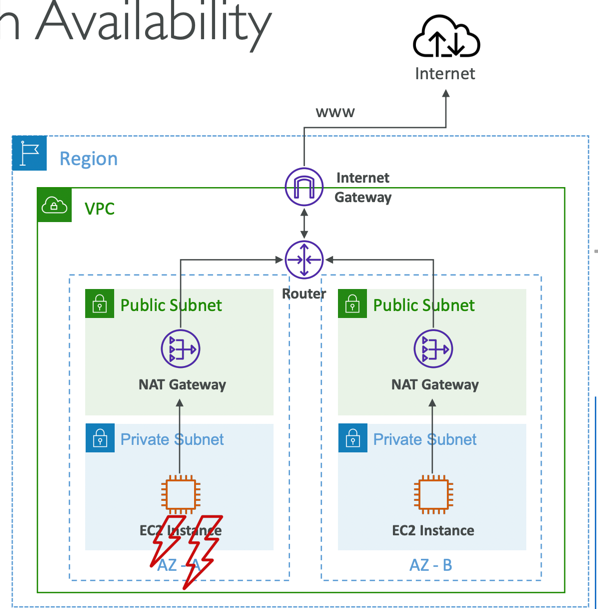 n Availability
Internet
www
Region
Internet
Gateway
VPC
Router
Public Subnet
Public Subnet
NAT Gateway
NAT Gateway
Private Subnet
Private Subnet
EC2 Instance
EC2 Instance
AZ - A
AZ - B